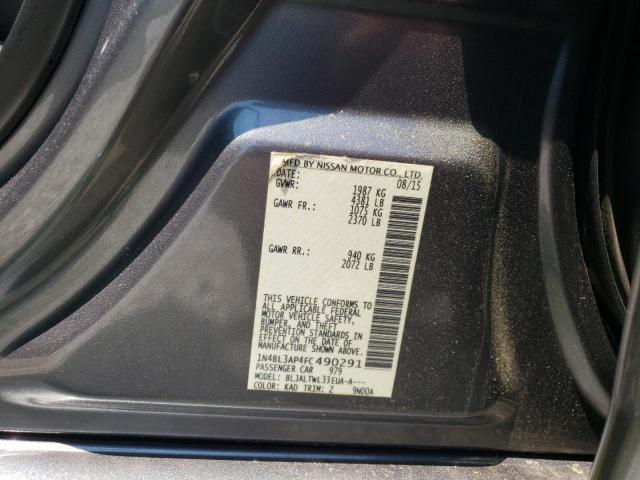 MFD BY NISSAN MOTOR CO., LTD.
DATE: 08/15
GVWR: 1987 KG
4381 LB
GAWR FR.: 1075 KG
2370 LB
GAWR RR.: 940 KG
2072 LB
THIS VEHICLE CONFORMS TO
ALL APPLICABLE FEDERAL
MOTOR VEHICLE SAFETY,
BUMPER, AND THEFT
PREVENTION STANDARDS IN
EFFECT ON THE DATE OF
MANUFACTURE SHOWN ABOVE.
1N4BL3AP4FC490291
PASSENGER CAR 979
MODEL: BLJALTWL33EUA-A---
COLOR: KAD TRIM: Z 9N00A